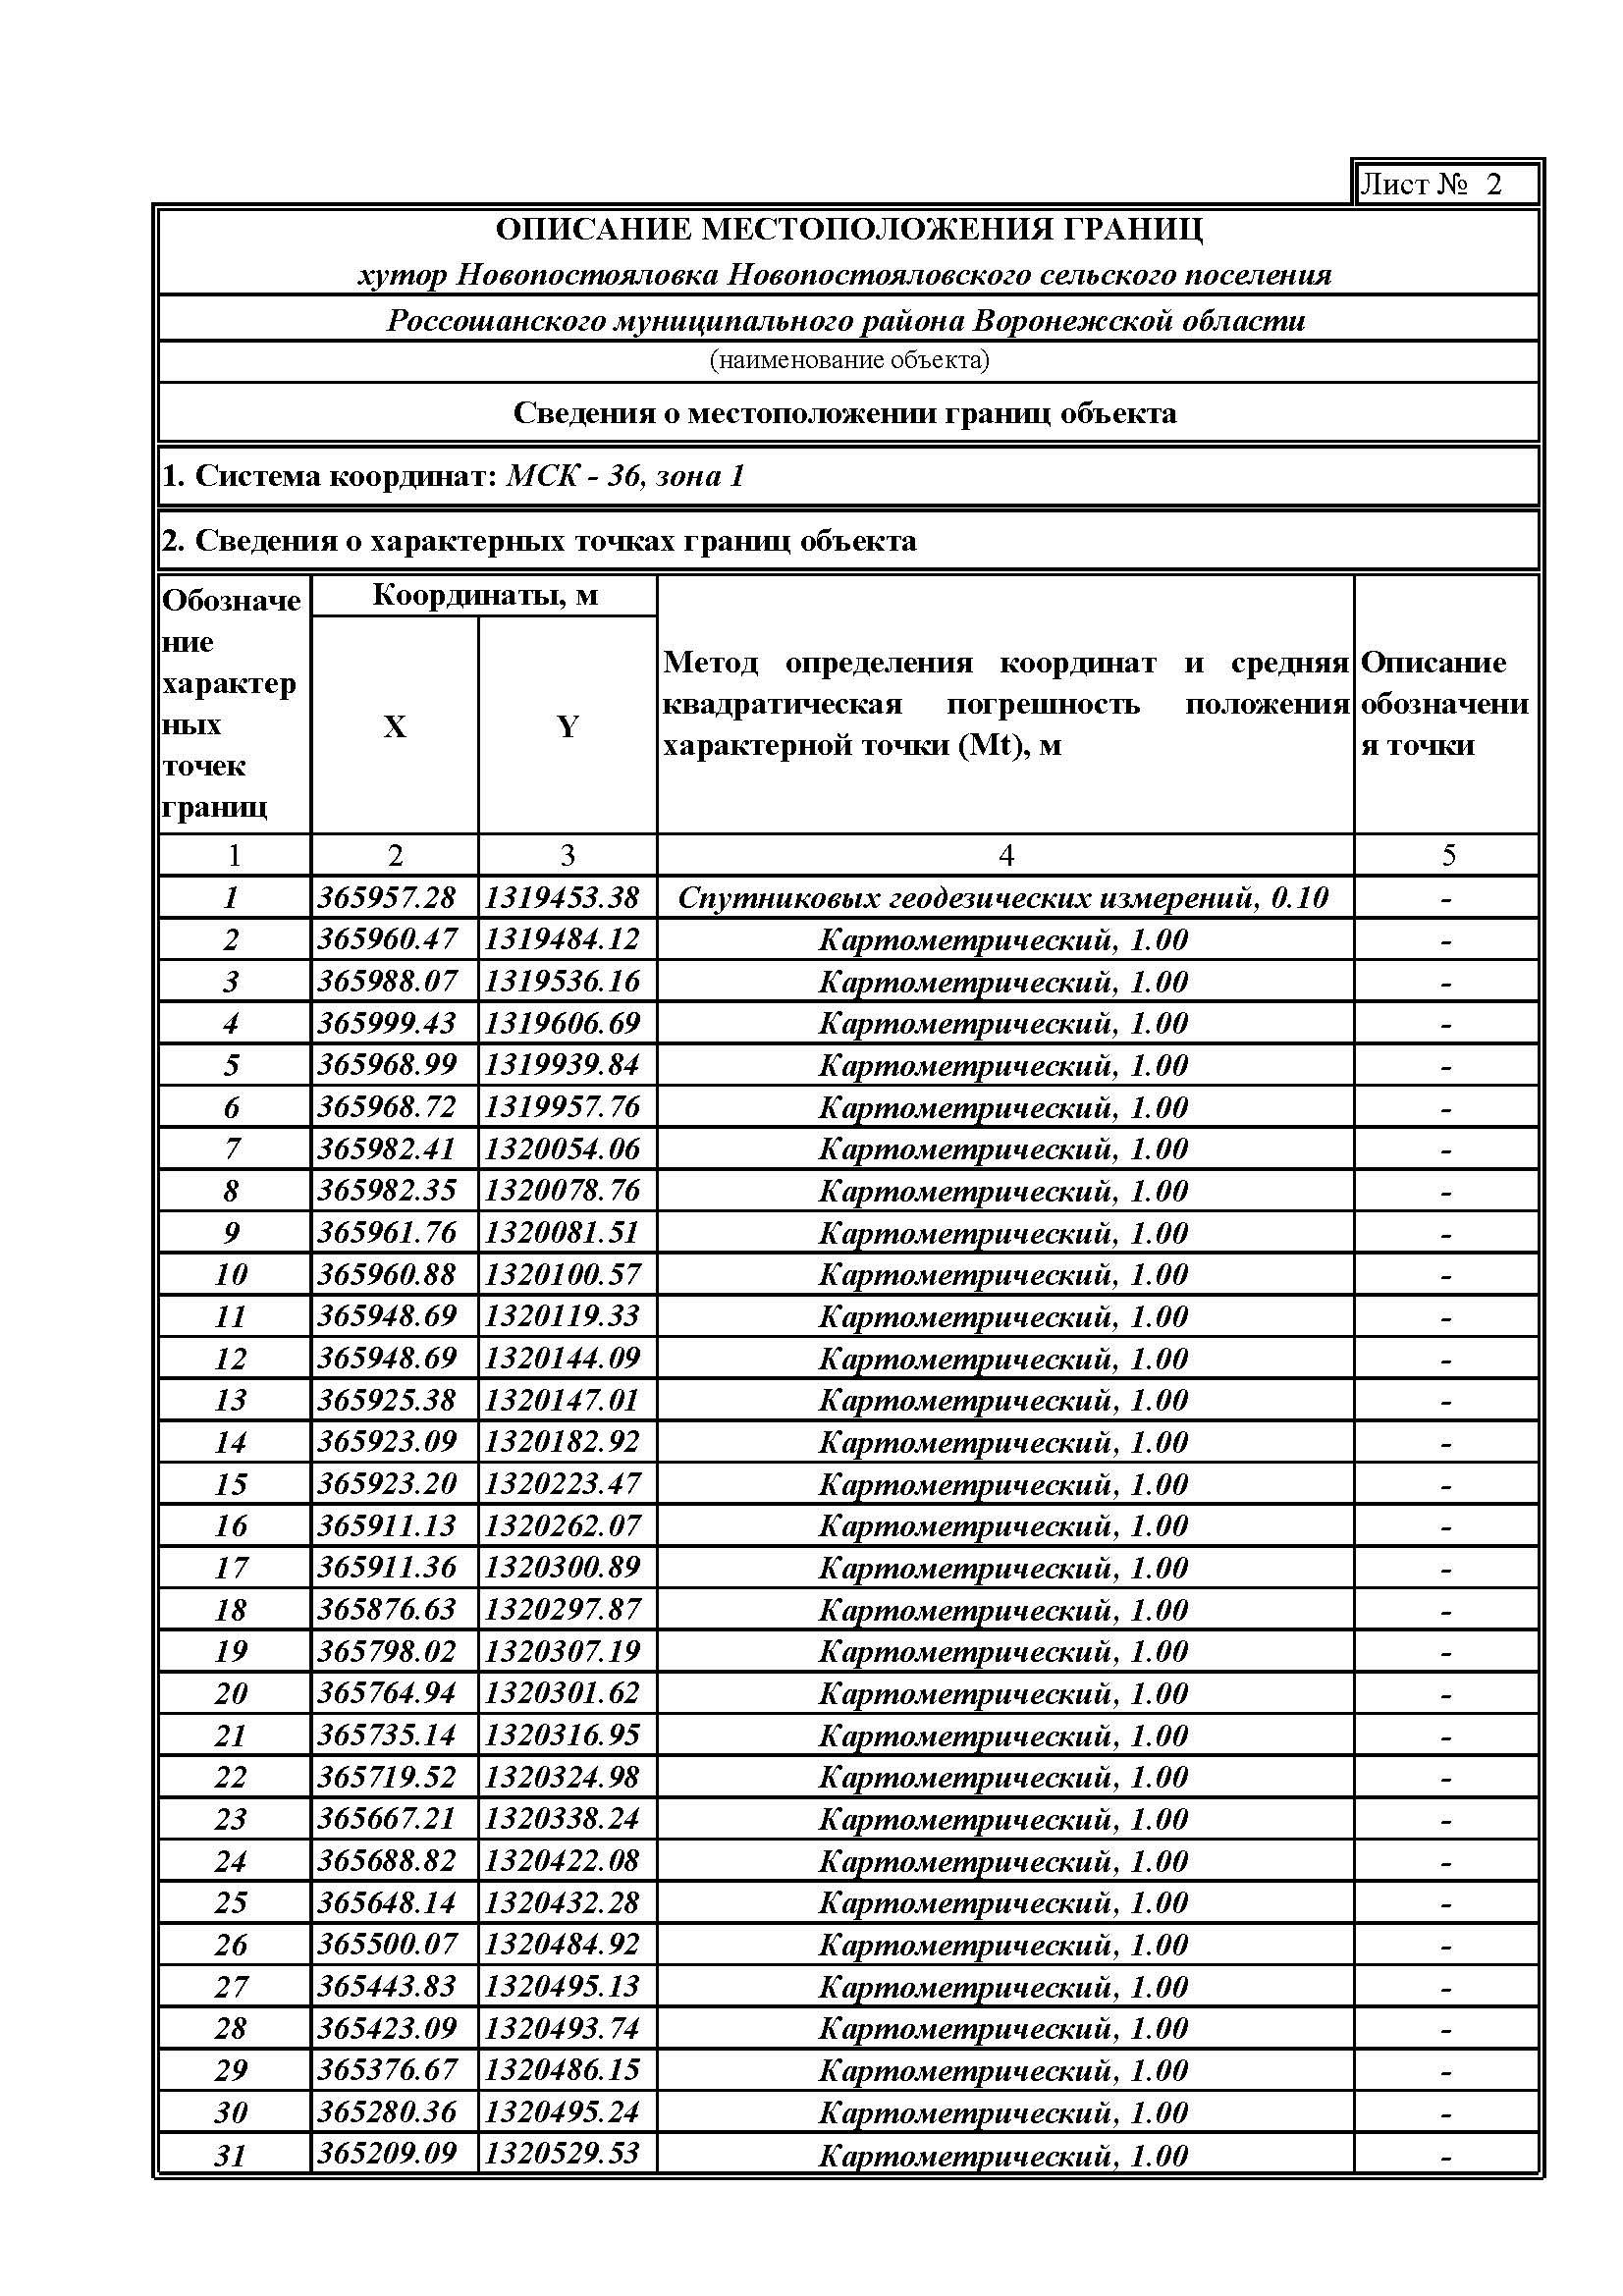 Лист № 2
ОПИСАНИЕ МЕСТОПОЛОЖЕНИЯ ГРАНИЦ
хутор Новопостояловка Новопостояловского сельского поселения
Россошанского муниципального района Воронежской области
(наименование объекта)
Сведения о местоположении границ объекта
1. Система координат: МСК - 36, зона 1
2. Сведения о характерных точках границ объекта
Обозначе
ние
характер
ных
точек
границ
Координаты, м
X Y
Метод определения координат и средняя
квадратическая погрешность положения
характерной точки (Mt), м
Описание
обозначени
я точки
1 2 3 4 5
1 365957.28 1319453.38 Спутниковых геодезических измерений, 0.10 -
2 365960.47 1319484.12 Картометрический, 1.00 -
3 365988.07 1319536.16 Картометрический, 1.00 -
4 365999.43 1319606.69 Картометрический, 1.00 -
5 365968.99 1319939.84 Картометрический, 1.00 -
6 365968.72 1319957.76 Картометрический, 1.00 -
7 365982.41 1320054.06 Картометрический, 1.00 -
8 365982.35 1320078.76 Картометрический, 1.00 -
9 365961.76 1320081.51 Картометрический, 1.00 -
10 365960.88 1320100.57 Картометрический, 1.00 -
11 365948.69 1320119.33 Картометрический, 1.00 -
12 365948.69 1320144.09 Картометрический, 1.00 -
13 365925.38 1320147.01 Картометрический, 1.00 -
14 365923.09 1320182.92 Картометрический, 1.00 -
15 365923.20 1320223.47 Картометрический, 1.00 -
16 365911.13 1320262.07 Картометрический, 1.00 -
17 365911.36 1320300.89 Картометрический, 1.00 -
18 365876.63 1320297.87 Картометрический, 1.00 -
19 365798.02 1320307.19 Картометрический, 1.00 -
20 365764.94 1320301.62 Картометрический, 1.00 -
21 365735.14 1320316.95 Картометрический, 1.00 -
22 365719.52 1320324.98 Картометрический, 1.00 -
23 365667.21 1320338.24 Картометрический, 1.00 -
24 365688.82 1320422.08 Картометрический, 1.00 -
25 365648.14 1320432.28 Картометрический, 1.00 -
26 365500.07 1320484.92 Картометрический, 1.00 -
27 365443.83 1320495.13 Картометрический, 1.00 -
28 365423.09 1320493.74 Картометрический, 1.00 -
29 365376.67 1320486.15 Картометрический, 1.00 -
30 365280.36 1320495.24 Картометрический, 1.00 -
31 365209.09 1320529.53 Картометрический, 1.00 -